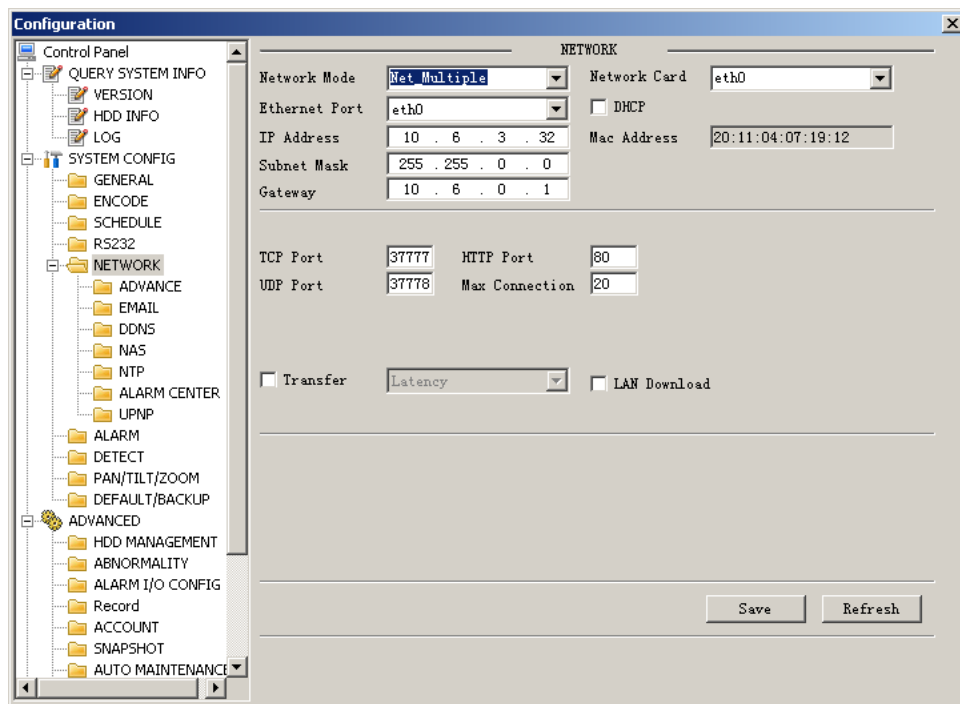 Configuration
Control Panel
QUERY SYSTEM INFO
VERSION
HDD INFO
LOG
SYSTEM CONFIG
GENERAL
ENCODE
SCHEDULE
RS232
NETWORK
ADVANCE
EMAIL
DDNS
NAS
NTP
ALARM CENTER
UPNP
ALARM
DETECT
PAN/TILT/ZOOM
DEFAULT/BACKUP
ADVANCED
HDD MANAGEMENT
ABNORMALITY
ALARM I/O CONFIG
Record
ACCOUNT
SNAPSHOT
AUTO MAINTENANCE
NETWORK
Network Mode Net_Multiple Network Card eth0
Ethernet Port eth0 DHCP
IP Address 10 . 6 . 3 . 32 Mac Address 20:11:04:07:19:12
Subnet Mask 255 . 255 . 0 . 0
Gateway 10 . 6 . 0 . 1
TCP Port 37777 HTTP Port 80
UDP Port 37778 Max Connection 20
Transfer Latency LAN Download
Save Refresh